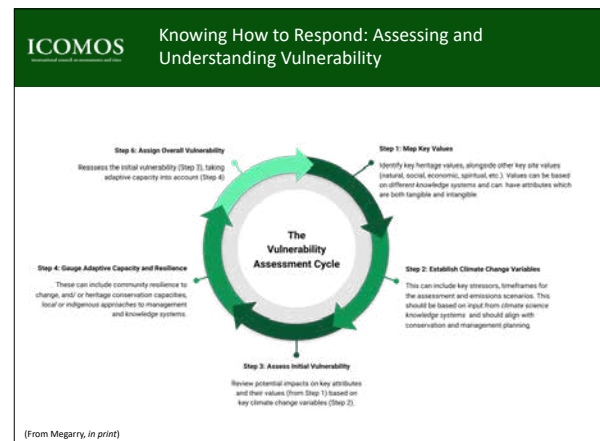 ICOMOS
international council on monuments and sites
Knowing How to Respond: Assessing and
Understanding Vulnerability
Step 1: Map Key Values
Identify key heritage values, alongside other key site values
(natural, social, economic, spiritual, etc.) Values can be based
on different knowledge systems and can have attributes which
are both tangible and intangible
Step 2: Establish Climate Change Variables
This can include key stressors, timeframes for
the assessment and emissions scenarios. This
should be based on input from climate science
knowledge systems and should align with
conservation and management planning.
Step 3: Assess Initial Vulnerability
Review potential impacts on key attributes
and their values (from Step 1) based on
key climate change variables (Step 2).
Step 4: Gauge Adaptive Capacity and Resilience
These can include community resilience to
change, and/ or heritage conservation capacities,
local or indigenous approaches to management
and knowledge systems.
Step 6: Assign Overall Vulnerability
Reassess the initial vulnerability (Step 3), taking
adaptive capacity into account (Step 4)
The
Vulnerability
Assessment Cycle
(From Megarry, in print)